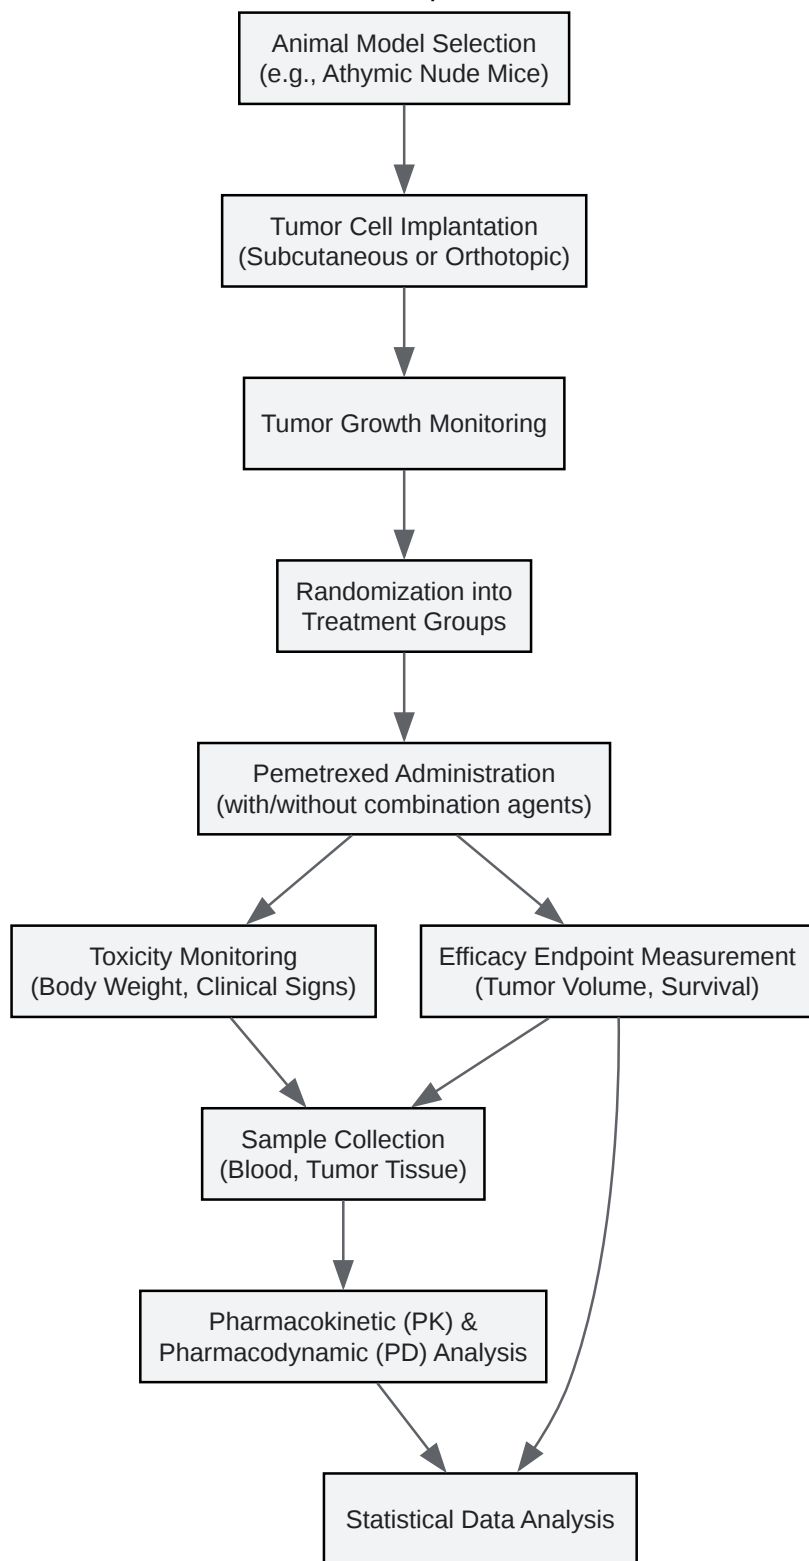 Animal Model Selection
(e.g., Athymic Nude Mice)
Tumor Cell Implantation
(Subcutaneous or Orthotopic)
Tumor Growth Monitoring
Randomization into
Treatment Groups
Pemetrexed Administration
(with/without combination agents)
Toxicity Monitoring
(Body Weight, Clinical Signs)
Efficacy Endpoint Measurement
(Tumor Volume, Survival)
Sample Collection
(Blood, Tumor Tissue)
Pharmacokinetic (PK) &
Pharmacodynamic (PD) Analysis
Statistical Data Analysis